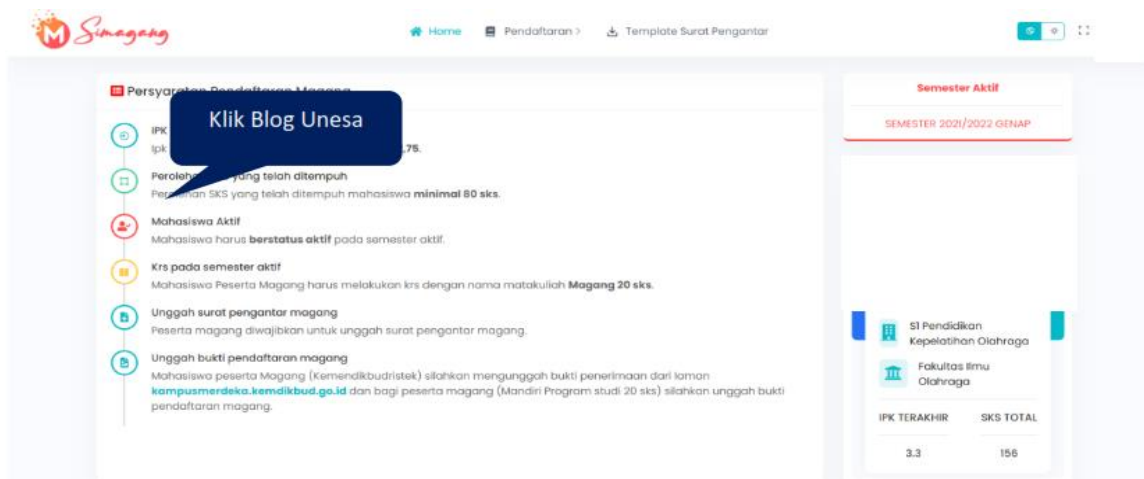 Simagang
Home
Pendaftaran >
Template Surat Pengantar
Persyaratan Pendaftaran Magang
Klik Blog Unesa
IPK
Ipk
,75.
yang telah ditempuh
Perolehan SKS yang telah ditempuh mahasiswa minimal 80 sks.
Mahasiswa Aktif
Mahasiswa harus berstatus aktif pada semester aktif.
Krs pada semester aktif
Mahasiswa Peserta Magang harus melakukan krs dengan nama matakuliah Magang 20 sks.
Unggah surat pengantar magang
Peserta magang diwajibkan untuk unggah surat pengantar magang.
Unggah bukti pendaftaran magang
Mahasiswa peserta Magang (Kemendikbudristek) silahkan mengunggah bukti penerimaan dari laman
kampusmerdeka.kemdikbud.go.id dan bagi peserta magang (Mandiri Program studi 20 sks) silahkan unggah bukti
pendaftaran magang.
Semester Aktif
SEMESTER 2021/2022 GENAP
S1 Pendidikan
Kepelatihan Olahraga
Fakultas Ilmu
Olahraga
IPK TERAKHIR
SKS TOTAL
3.3
156